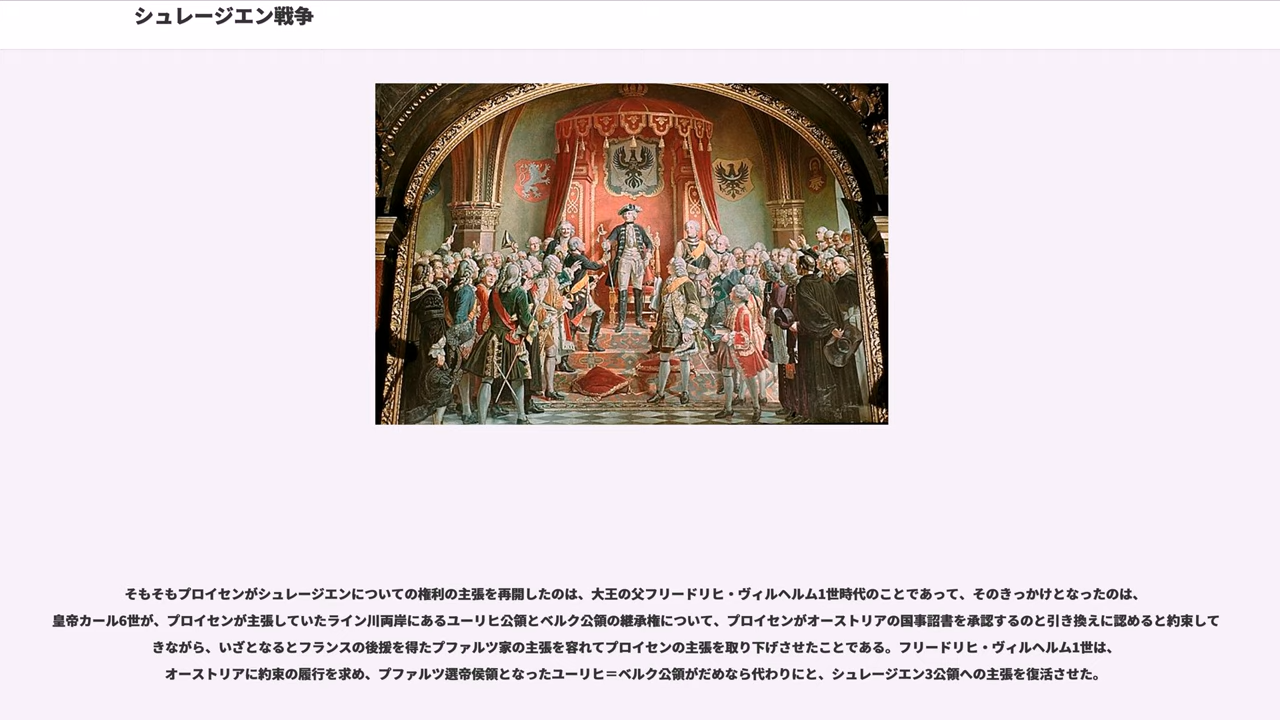 シュレージエン戦争
そもそもプロイセンがシュレージエンについての権利の主張を再開したのは、大王の父フリードリヒ・ヴィルヘルム1世時代のことであって、そのきっかけとなったのは、
皇帝カール6世が、プロイセンが主張していたライン川両岸にあるユーリヒ公領とベルク公領の継承権について、プロイセンがオーストリアの国事詔書を承認するのと引き換えに認めると約束して
きながら、いざとなるとフランスの後援を得たプファルツ家の主張を容れてプロイセンの主張を取り下げさせたことである。フリードリヒ・ヴィルヘルム1世は、
オーストリアに約束の履行を求め、プファルツ選帝侯領となったユーリヒ＝ベルク公領がだめなら代わりにと、シュレージエン3公領への主張を復活させた。